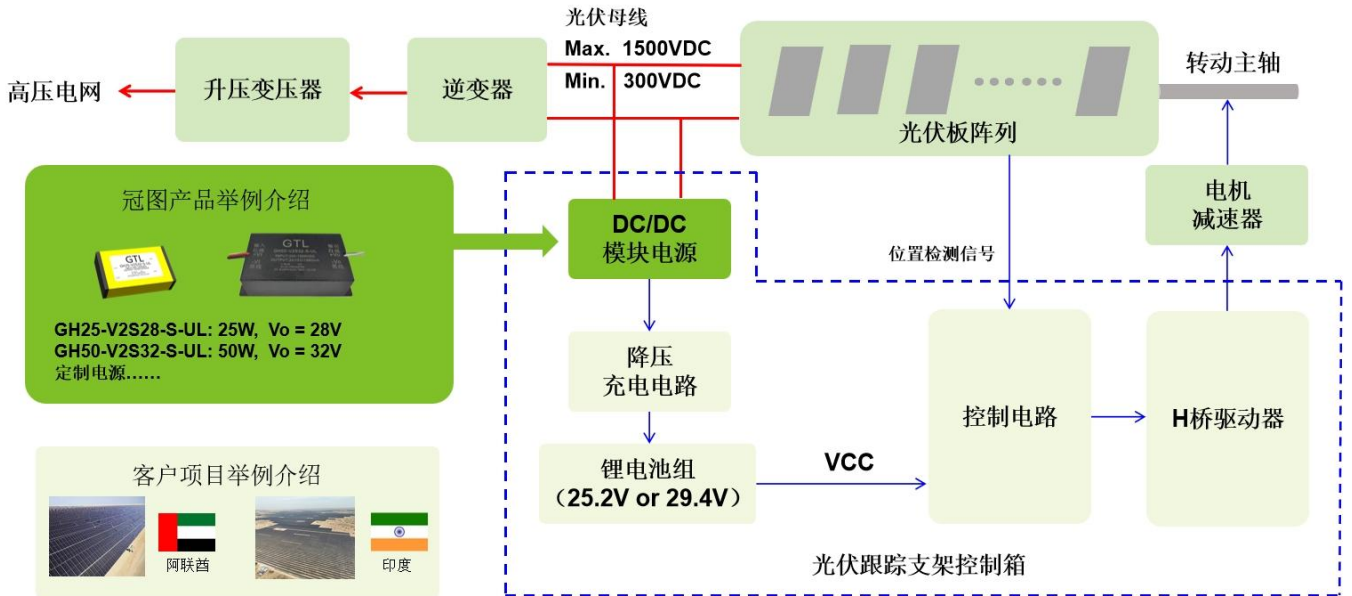 光伏母线
Max. 1500VDC
Min. 300VDC
高压电网
升压变压器
逆变器
光伏板阵列
转动主轴
冠图产品举例介绍
GTL
GTL
GH25-V2S28-S-UL: 25W, Vo = 28V
GH50-V2S32-S-UL: 50W, Vo = 32V
定制电源……
DC/DC
模块电源
位置检测信号
电机
减速器
降压
充电电路
锂电池组
（25.2V or 29.4V）
VCC
控制电路
H桥驱动器
光伏跟踪支架控制箱
客户项目举例介绍
阿联酋
印度